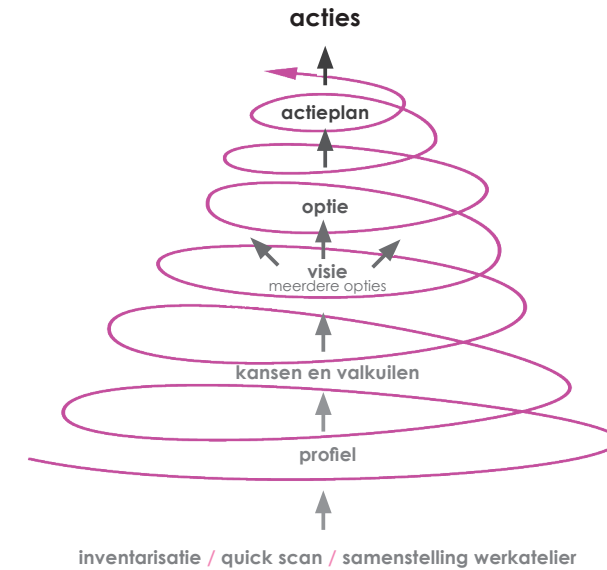 acties
actieplan
optie
visie
meerdere opties
kansen en valkuilen
profiel
inventarisatie / quick scan / samenstelling werkatelier